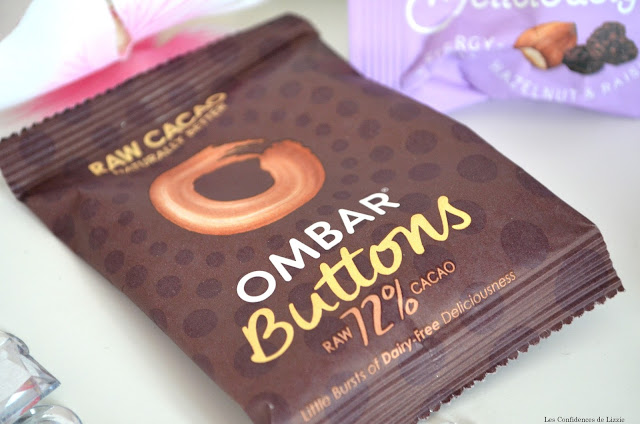 RAW CACAO
NATURALLY BETTER
OMBAR®
Buttons
RAW 72% CACAO
Little Bursts of Dairy-Free Deliciousness
HAZELNUT & RAISI
Les Confidences de Lizzie